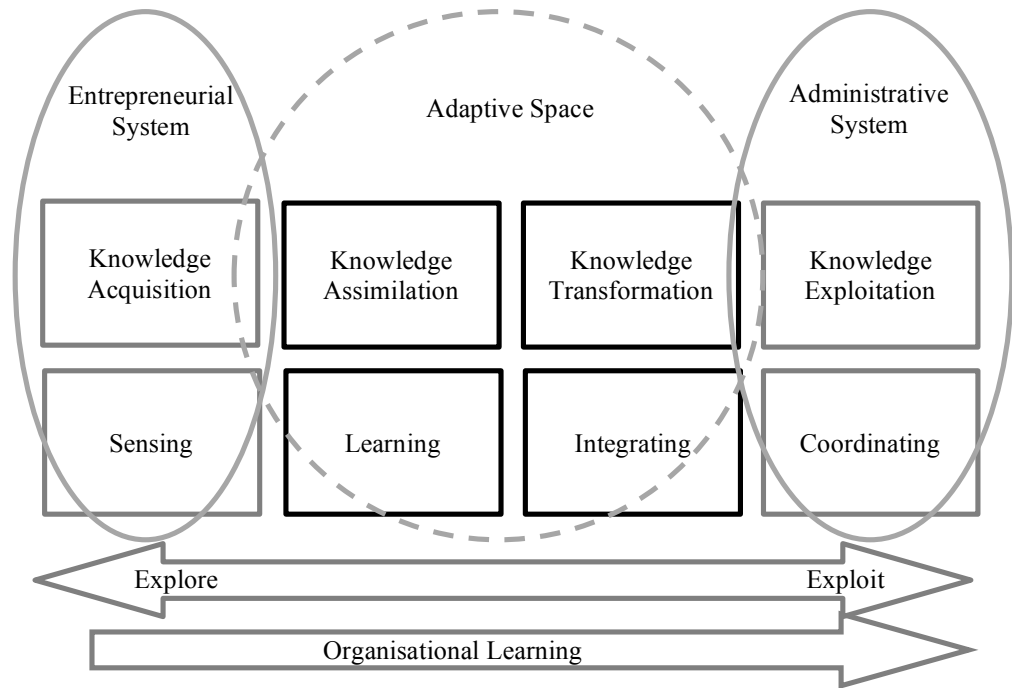 Entrepreneurial
System
Adaptive Space
Administrative
System
Knowledge
Acquisition
Knowledge
Assimilation
Knowledge
Transformation
Knowledge
Exploitation
Sensing
Learning
Integrating
Coordinating
Explore
Exploit
Organisational Learning